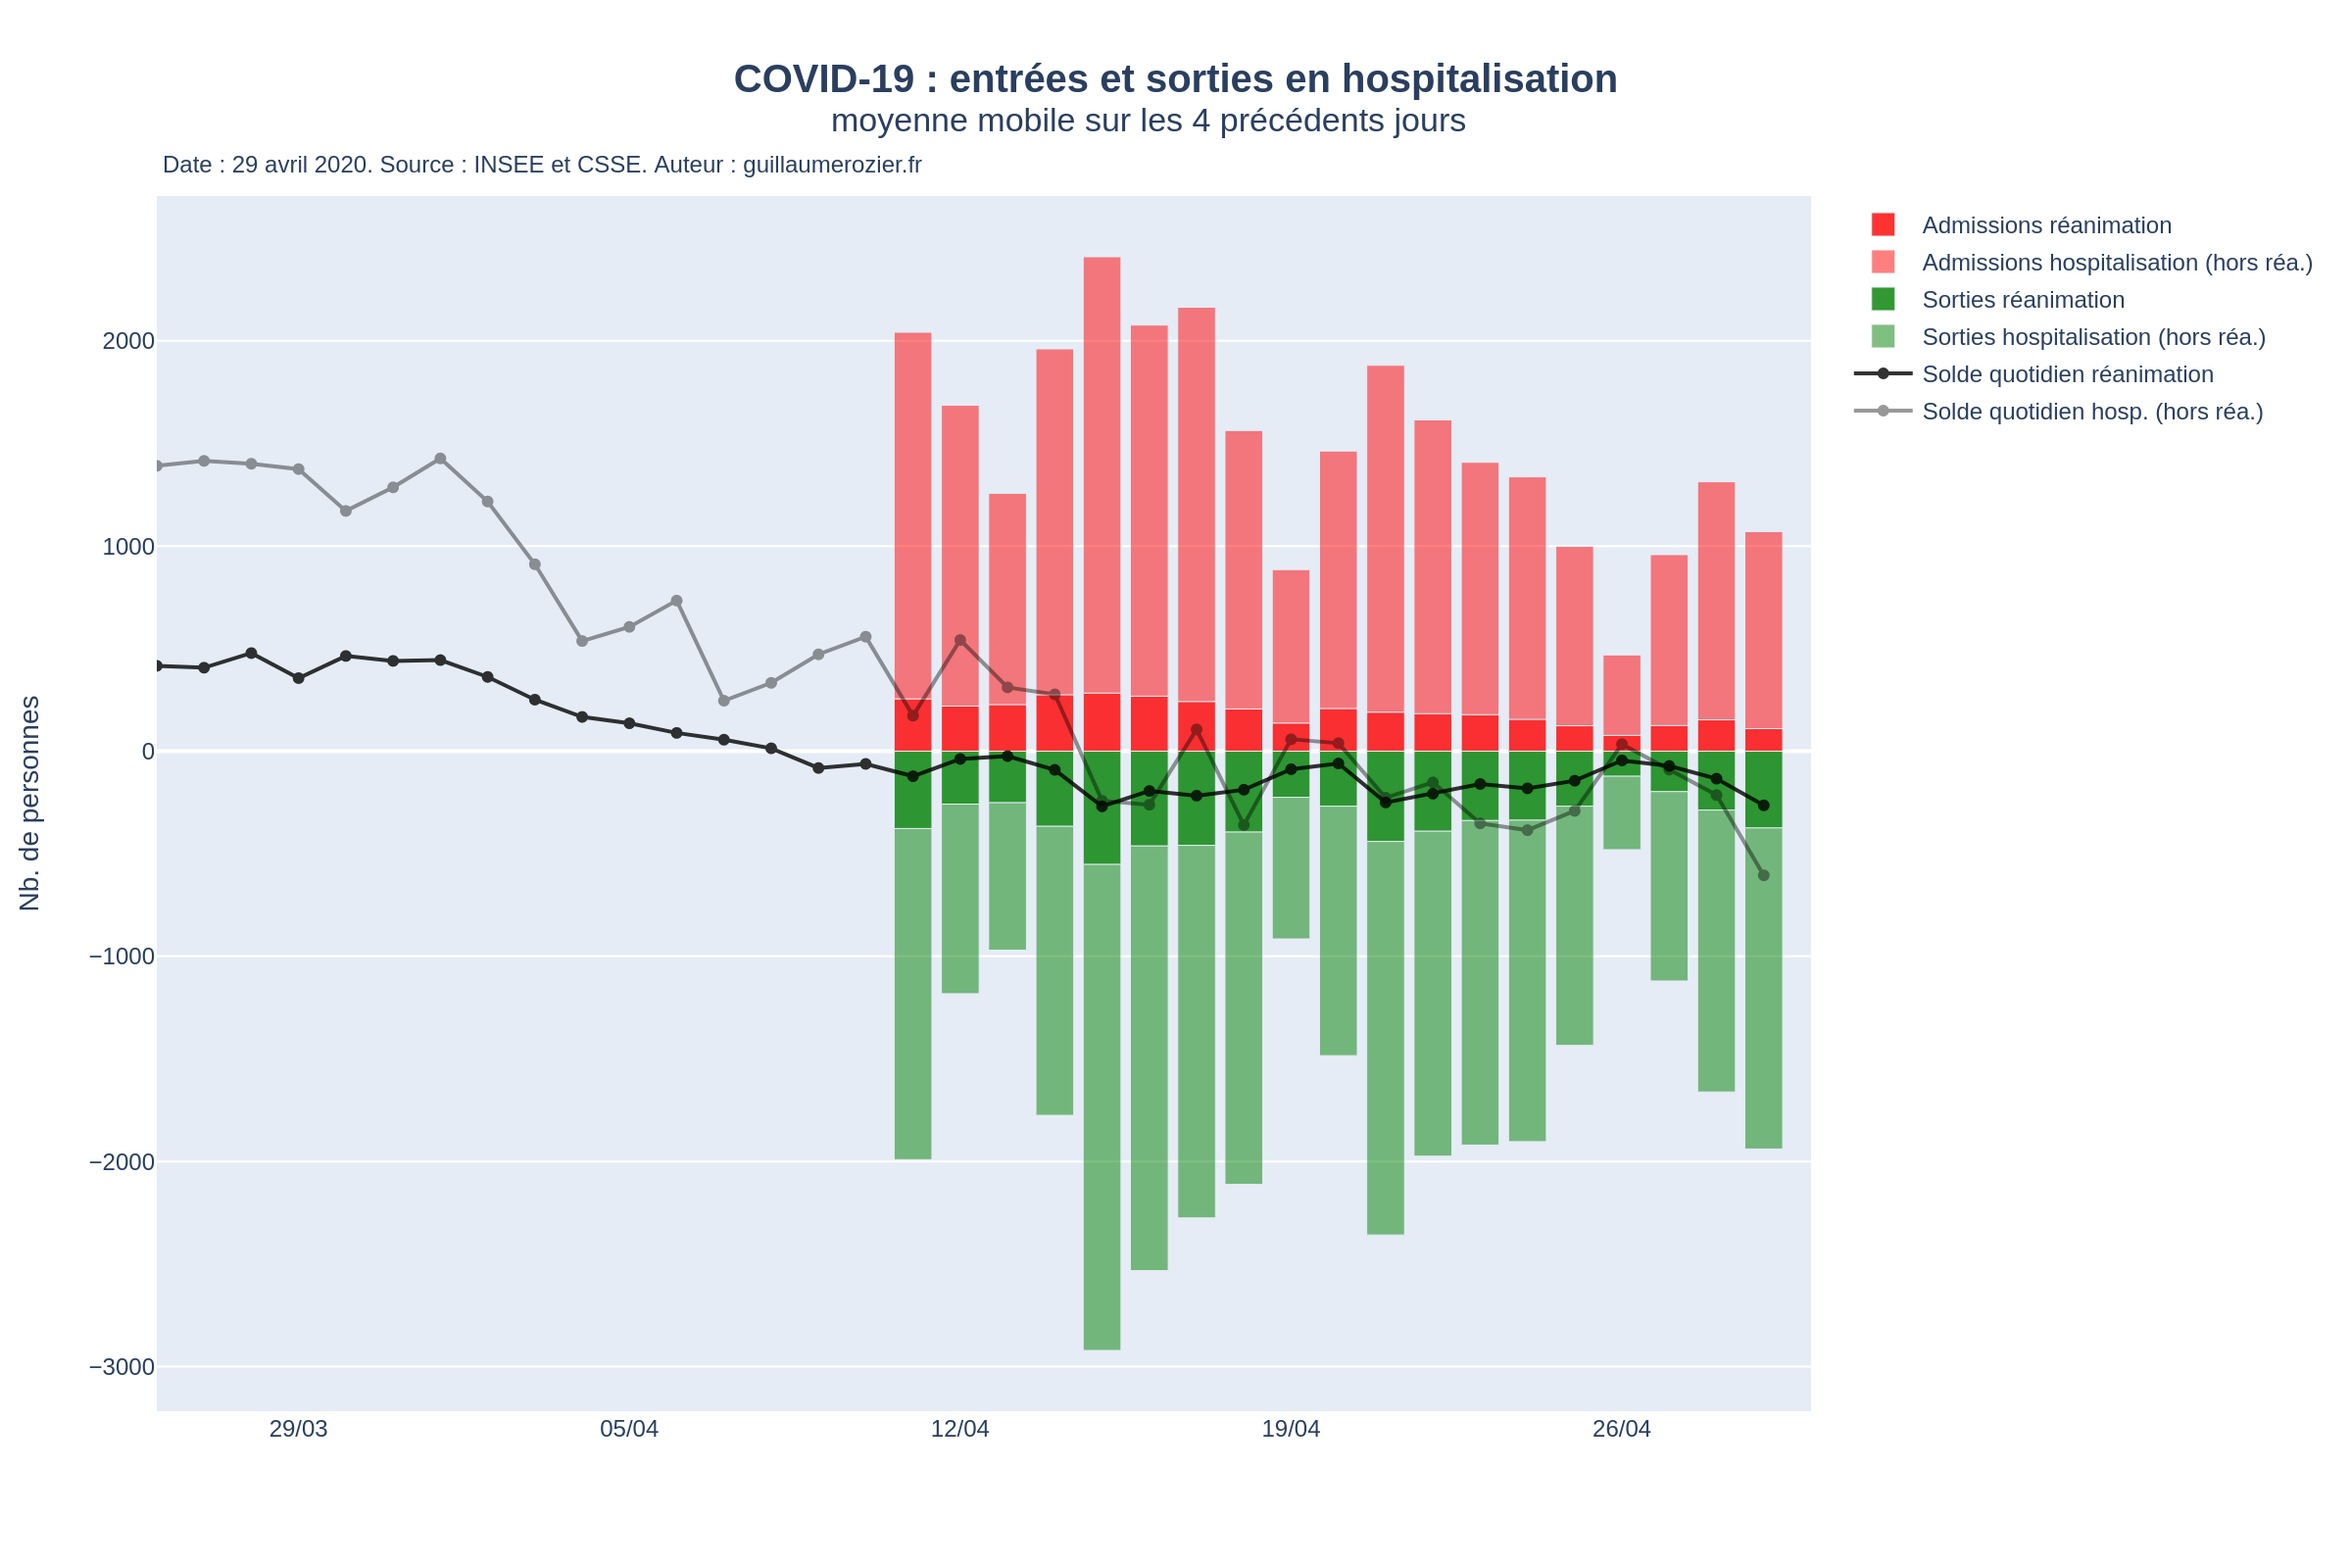 COVID-19 : entrées et sorties en hospitalisation
moyenne mobile sur les 4 précédents jours
Date : 29 avril 2020. Source : INSEE et CSSE. Auteur : guillaumerozier.fr
Admissions réanimation
Admissions hospitalisation (hors réa.)
Sorties réanimation
Sorties hospitalisation (hors réa.)
Solde quotidien réanimation
Solde quotidien hosp. (hors réa.)
Nb. de personnes
2000
1000
0
−1000
−2000
−3000
29/03 05/04 12/04 19/04 26/04